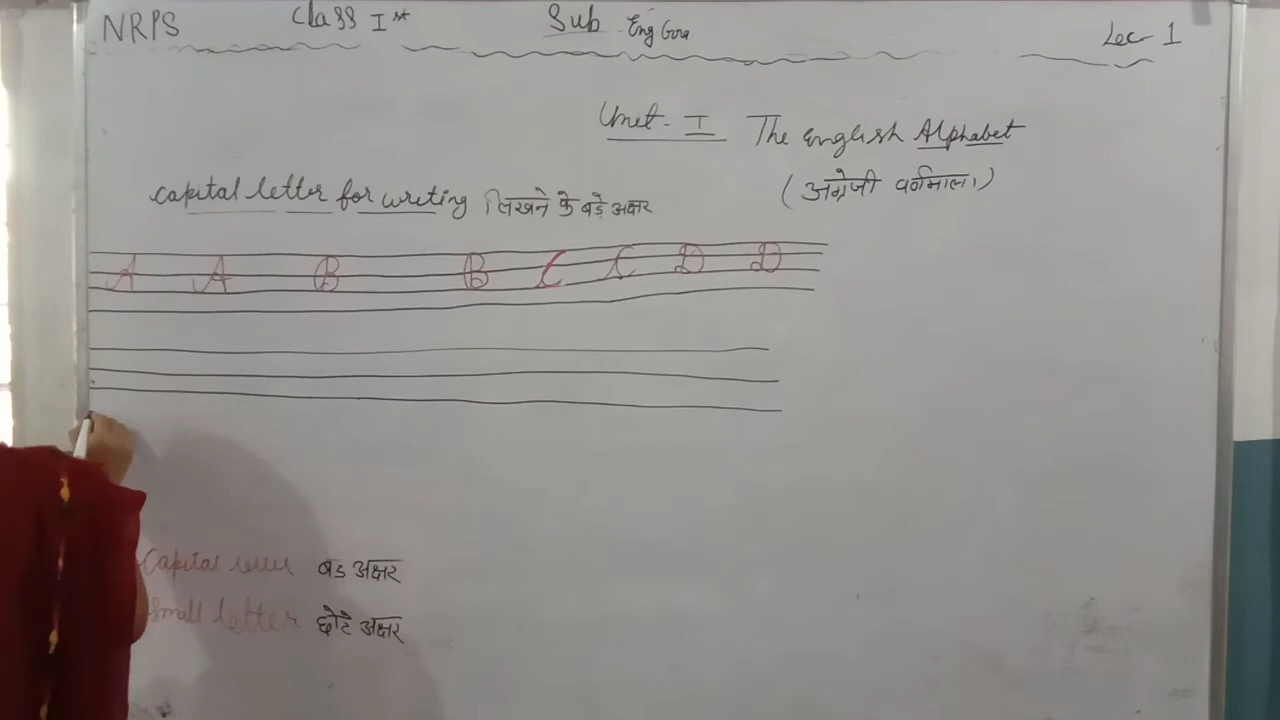 NRPS Class Ist Sub Eng Gra Lec- 1
Unit- I The English Alphabet
(अंग्रेजी वर्णमाला)
capital letter for writing लिखने के बड़े अक्षर
A A B B C C D D
Capital letter बड अक्षर
Small letter छोटे अक्षर